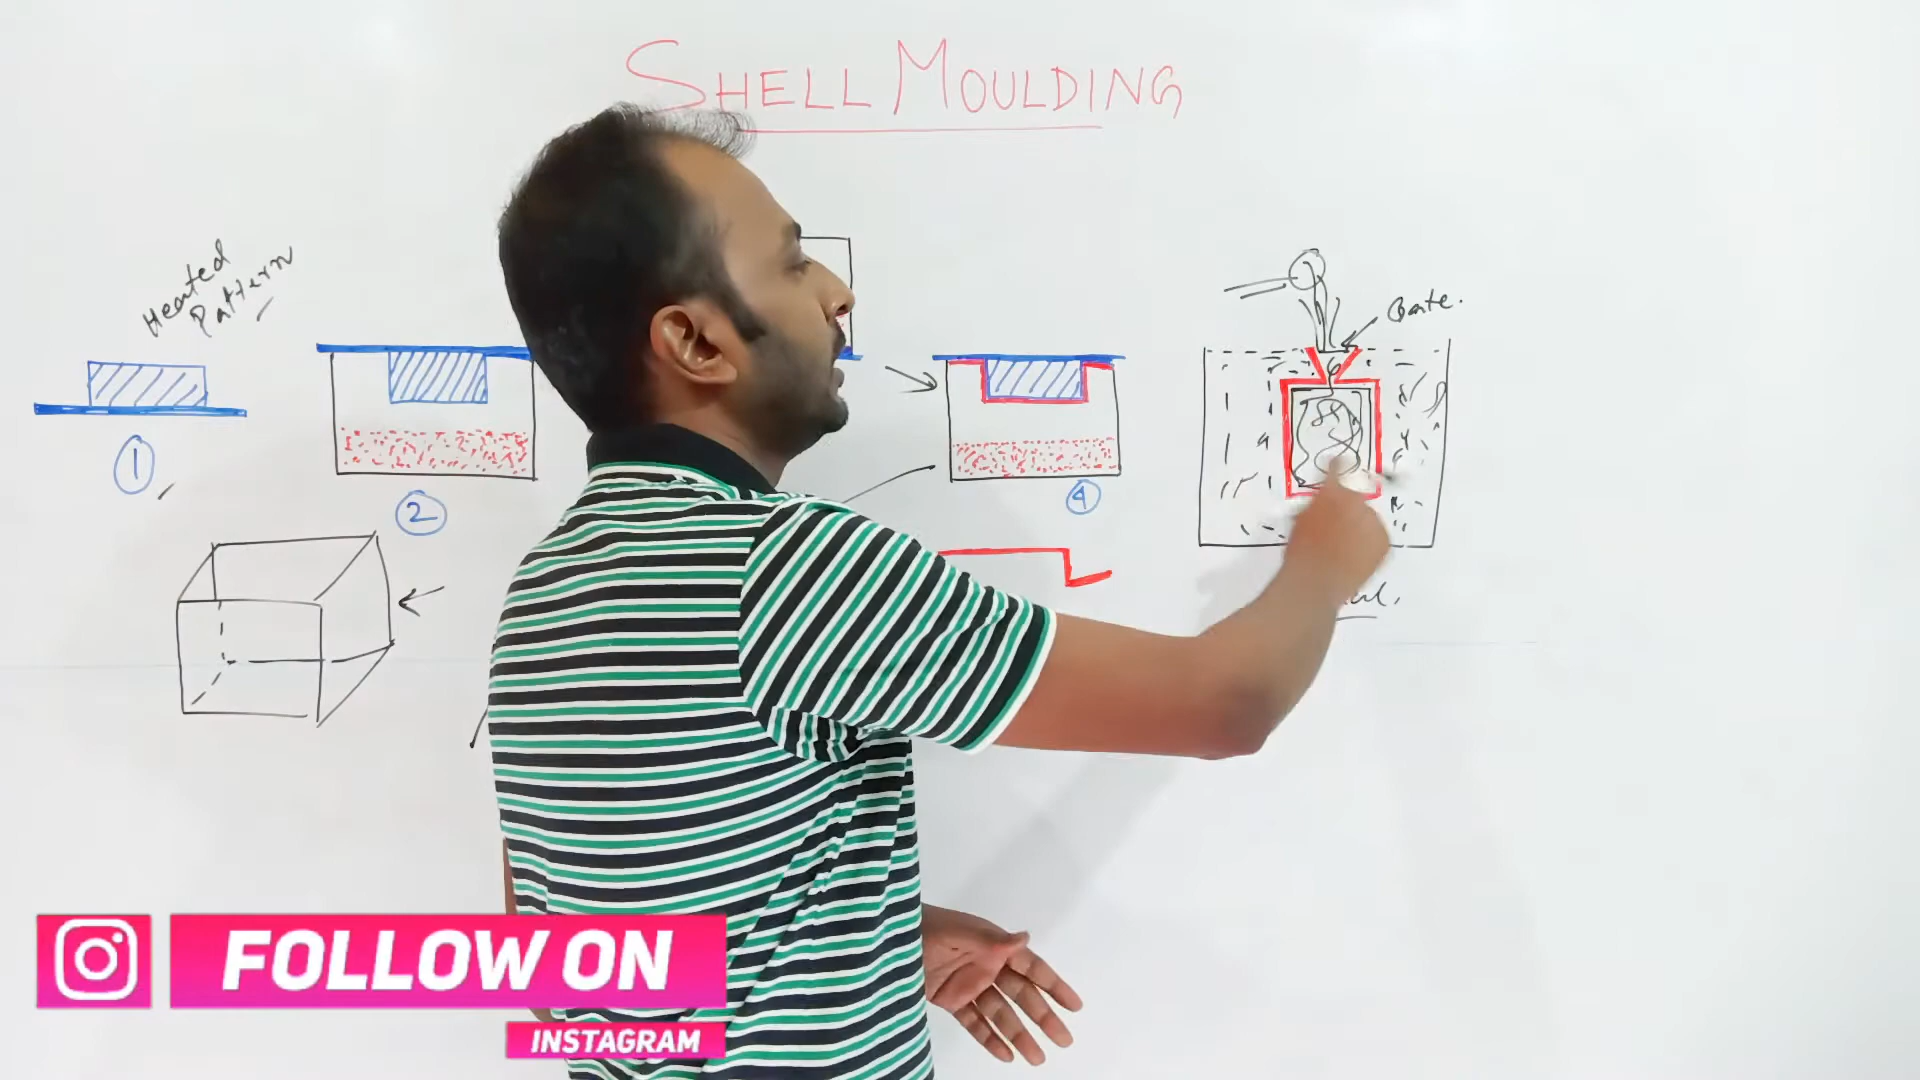 SHELL MOULDING
Heated
Pattern
Gate.
1
2
4
FOLLOW ON
INSTAGRAM